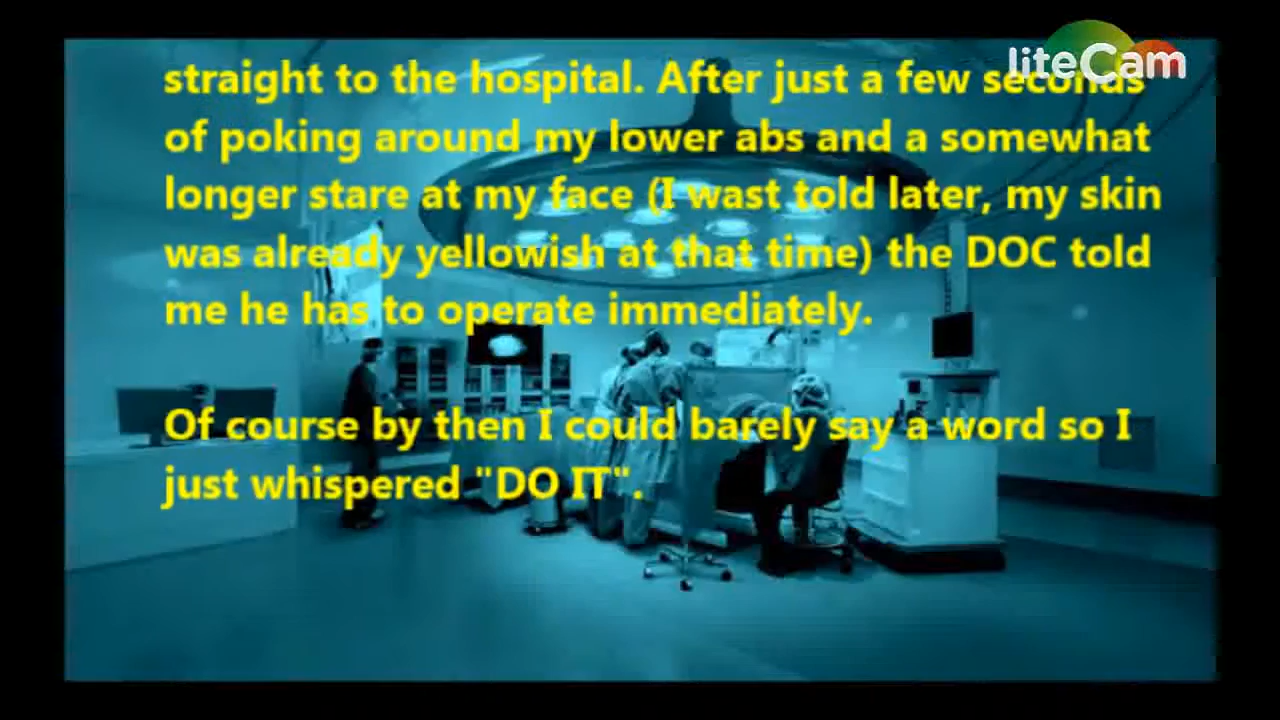 liteCam
straight to the hospital. After just a few seconds
of poking around my lower abs and a somewhat
longer stare at my face (I wast told later, my skin
was already yellowish at that time) the DOC told
me he has to operate immediately.
Of course by then I could barely say a word so I
just whispered "DO IT".